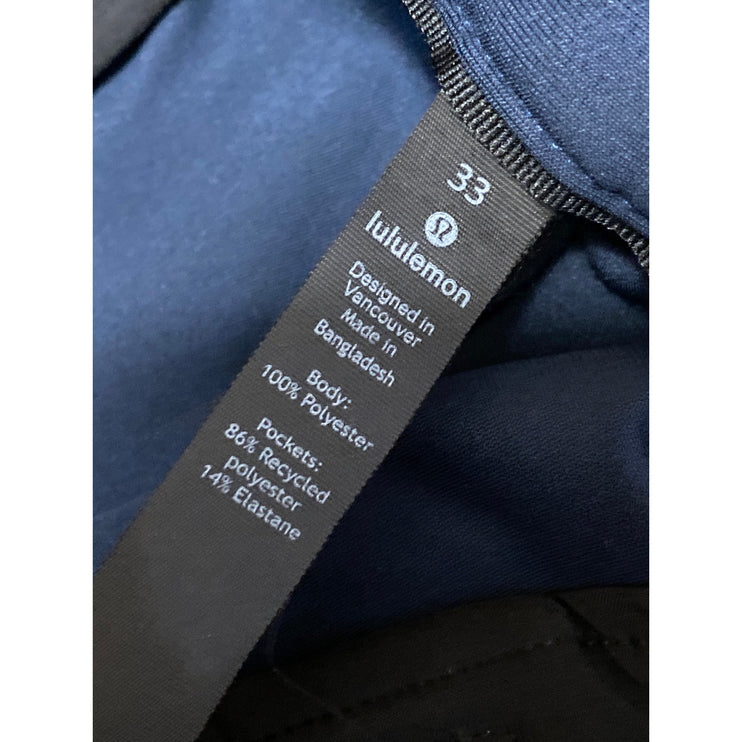 33
lululemon
Designed in
Vancouver
Made in
Bangladesh
Body:
100% Polyester
Pockets:
86% Recycled
polyester
14% Elastane